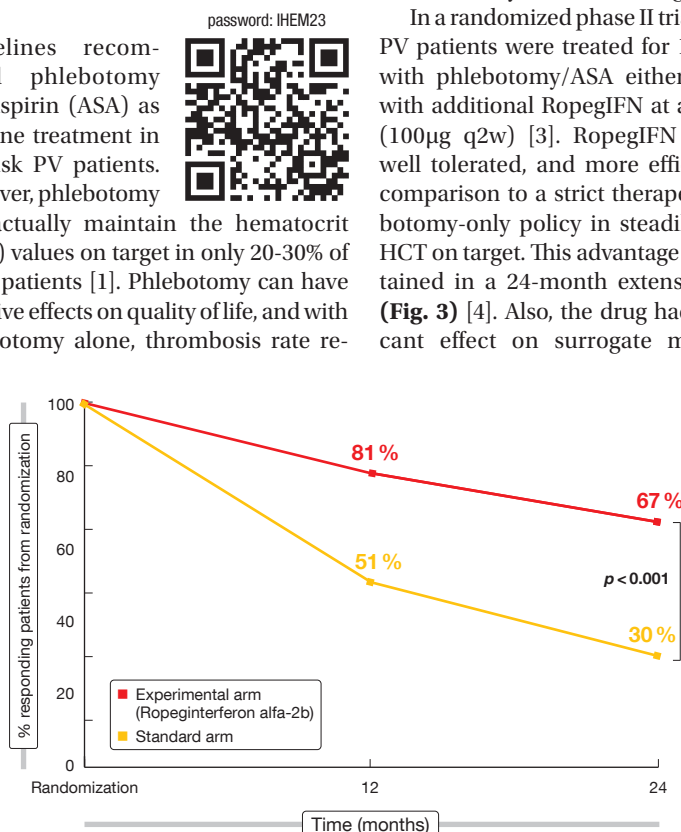 password: IHEM23
elines recom-
phlebotomy
spirin (ASA) as
ne treatment in
sk PV patients.
ver, phlebotomy
ctually maintain the hematocrit
) values on target in only 20-30% of
patients [1]. Phlebotomy can have
ive effects on quality of life, and with
otomy alone, thrombosis rate re-
In a randomized phase II tria
PV patients were treated for 1
with phlebotomy/ASA either
with additional RopegIFN at a
(100µg q2w) [3]. RopegIFN
well tolerated, and more effi
comparison to a strict therape
botomy-only policy in steadil
HCT on target. This advantage
tained in a 24-month extens
(Fig. 3) [4]. Also, the drug had
cant effect on surrogate m
% responding patients from randomization
100
80
60
40
20
0
81 %
67 %
51 %
30 %
p < 0.001
Experimental arm
(Ropeginterferon alfa-2b)
Standard arm
Randomization
12
24
Time (months)